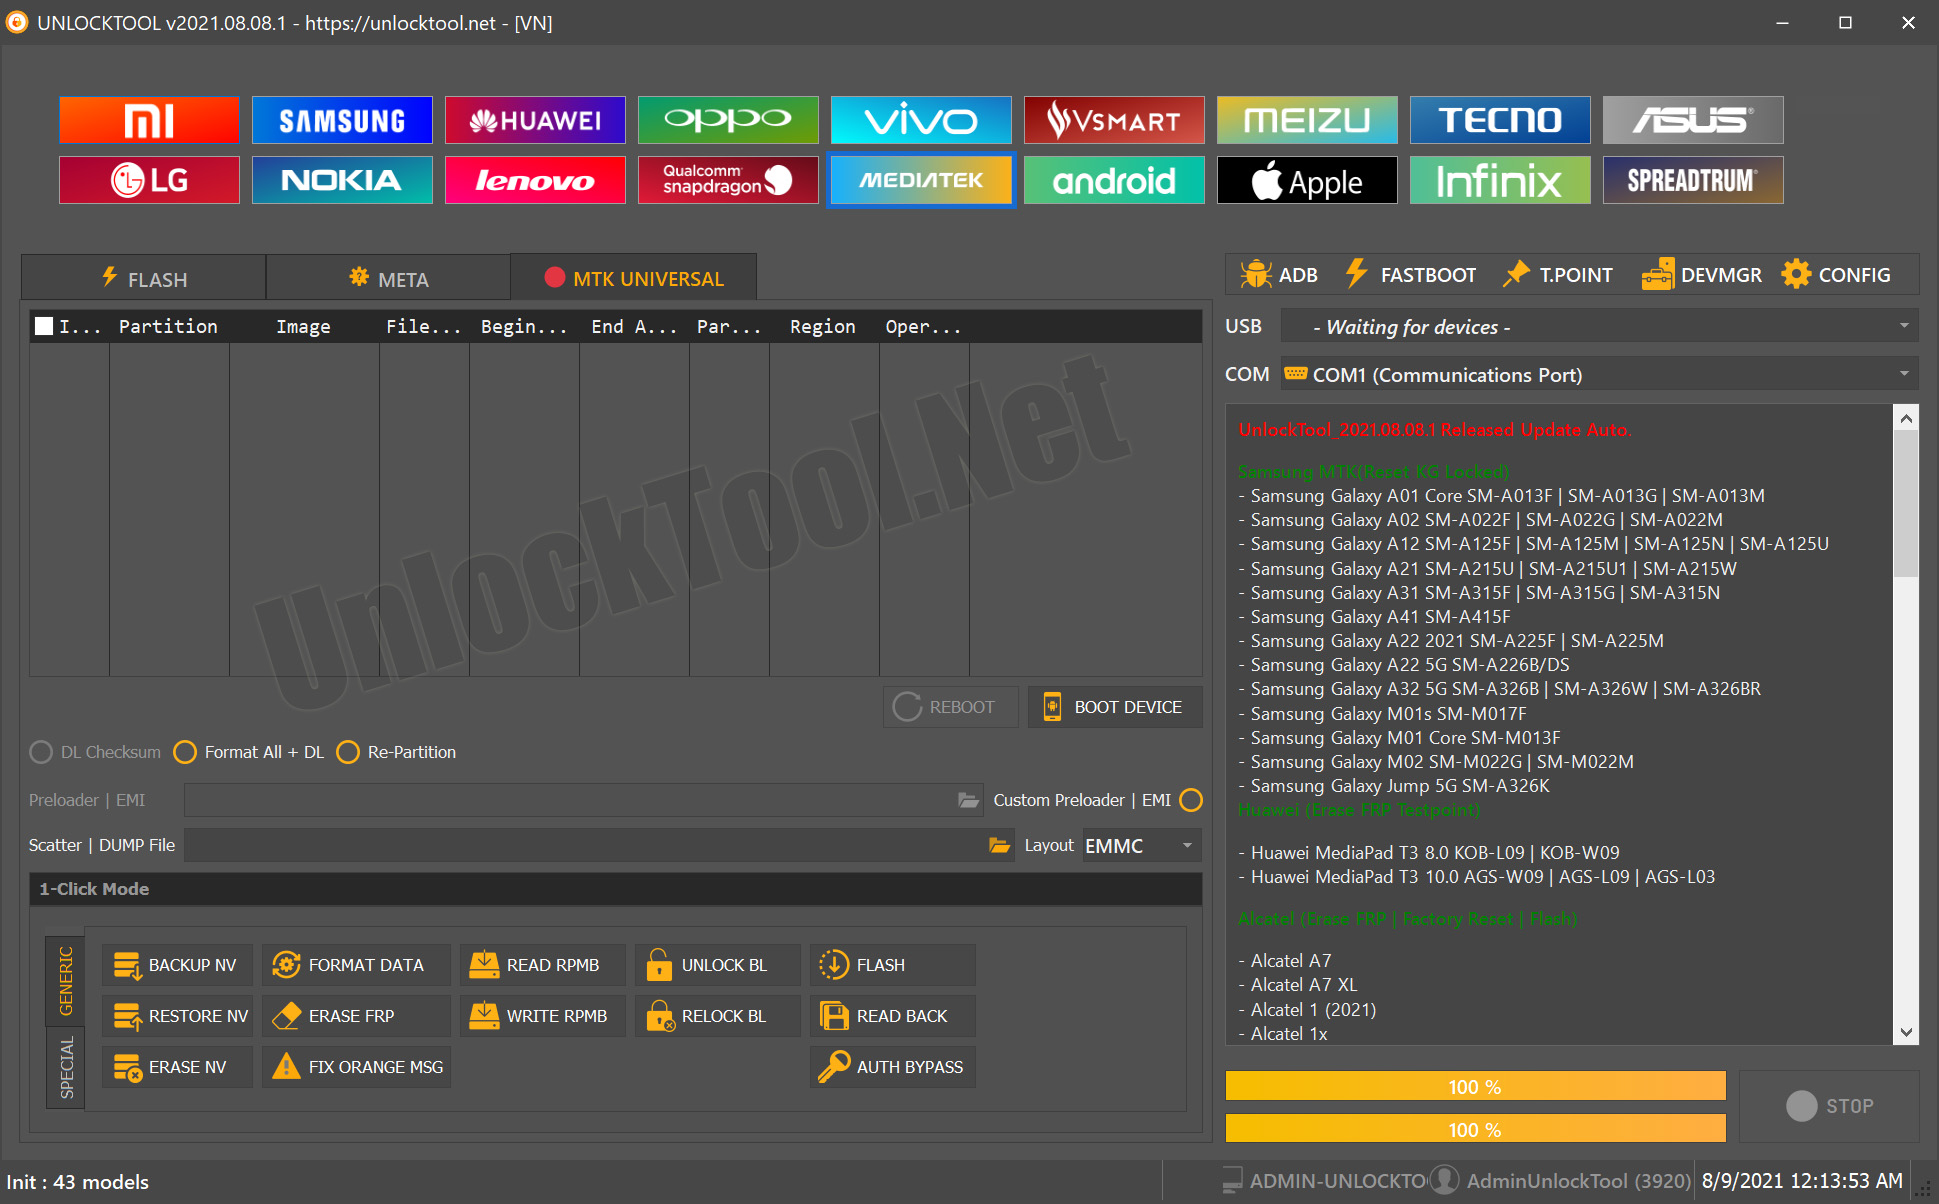 UNLOCKTOOL v2021.08.08.1 - https://unlocktool.net - [VN]
mi SAMSUNG HUAWEI oppo vivo VSMART MEIZU TECNO ASUS
LG NOKIA lenovo Qualcomm snapdragon MEDIATEK android Apple Infinix SPREADTRUM
FLASH META MTK UNIVERSAL
I... Partition Image File... Begin... End A... Par... Region Oper...
UnlockTool.Net
REBOOT BOOT DEVICE
DL Checksum Format All + DL Re-Partition
Preloader | EMI Custom Preloader | EMI
Scatter | DUMP File Layout EMMC
1-Click Mode
GENERIC
SPECIAL
BACKUP NV FORMAT DATA READ RPMB UNLOCK BL FLASH
RESTORE NV ERASE FRP WRITE RPMB RELOCK BL READ BACK
ERASE NV FIX ORANGE MSG AUTH BYPASS
ADB FASTBOOT T.POINT DEVMGR CONFIG
USB - Waiting for devices -
COM COM1 (Communications Port)
UnlockTool_2021.08.08.1 Released Update Auto.
Samsung MTK(Reset KG Locked)
- Samsung Galaxy A01 Core SM-A013F | SM-A013G | SM-A013M
- Samsung Galaxy A02 SM-A022F | SM-A022G | SM-A022M
- Samsung Galaxy A12 SM-A125F | SM-A125M | SM-A125N | SM-A125U
- Samsung Galaxy A21 SM-A215U | SM-A215U1 | SM-A215W
- Samsung Galaxy A31 SM-A315F | SM-A315G | SM-A315N
- Samsung Galaxy A41 SM-A415F
- Samsung Galaxy A22 2021 SM-A225F | SM-A225M
- Samsung Galaxy A22 5G SM-A226B/DS
- Samsung Galaxy A32 5G SM-A326B | SM-A326W | SM-A326BR
- Samsung Galaxy M01s SM-M017F
- Samsung Galaxy M01 Core SM-M013F
- Samsung Galaxy M02 SM-M022G | SM-M022M
- Samsung Galaxy Jump 5G SM-A326K
Huawei (Erase FRP Testpoint)
- Huawei MediaPad T3 8.0 KOB-L09 | KOB-W09
- Huawei MediaPad T3 10.0 AGS-W09 | AGS-L09 | AGS-L03
Alcatel (Erase FRP | Factory Reset | Flash)
- Alcatel A7
- Alcatel A7 XL
- Alcatel 1 (2021)
- Alcatel 1x
100 %
100 %
STOP
Init : 43 models ADMIN-UNLOCKTO AdminUnlockTool (3920) 8/9/2021 12:13:53 AM